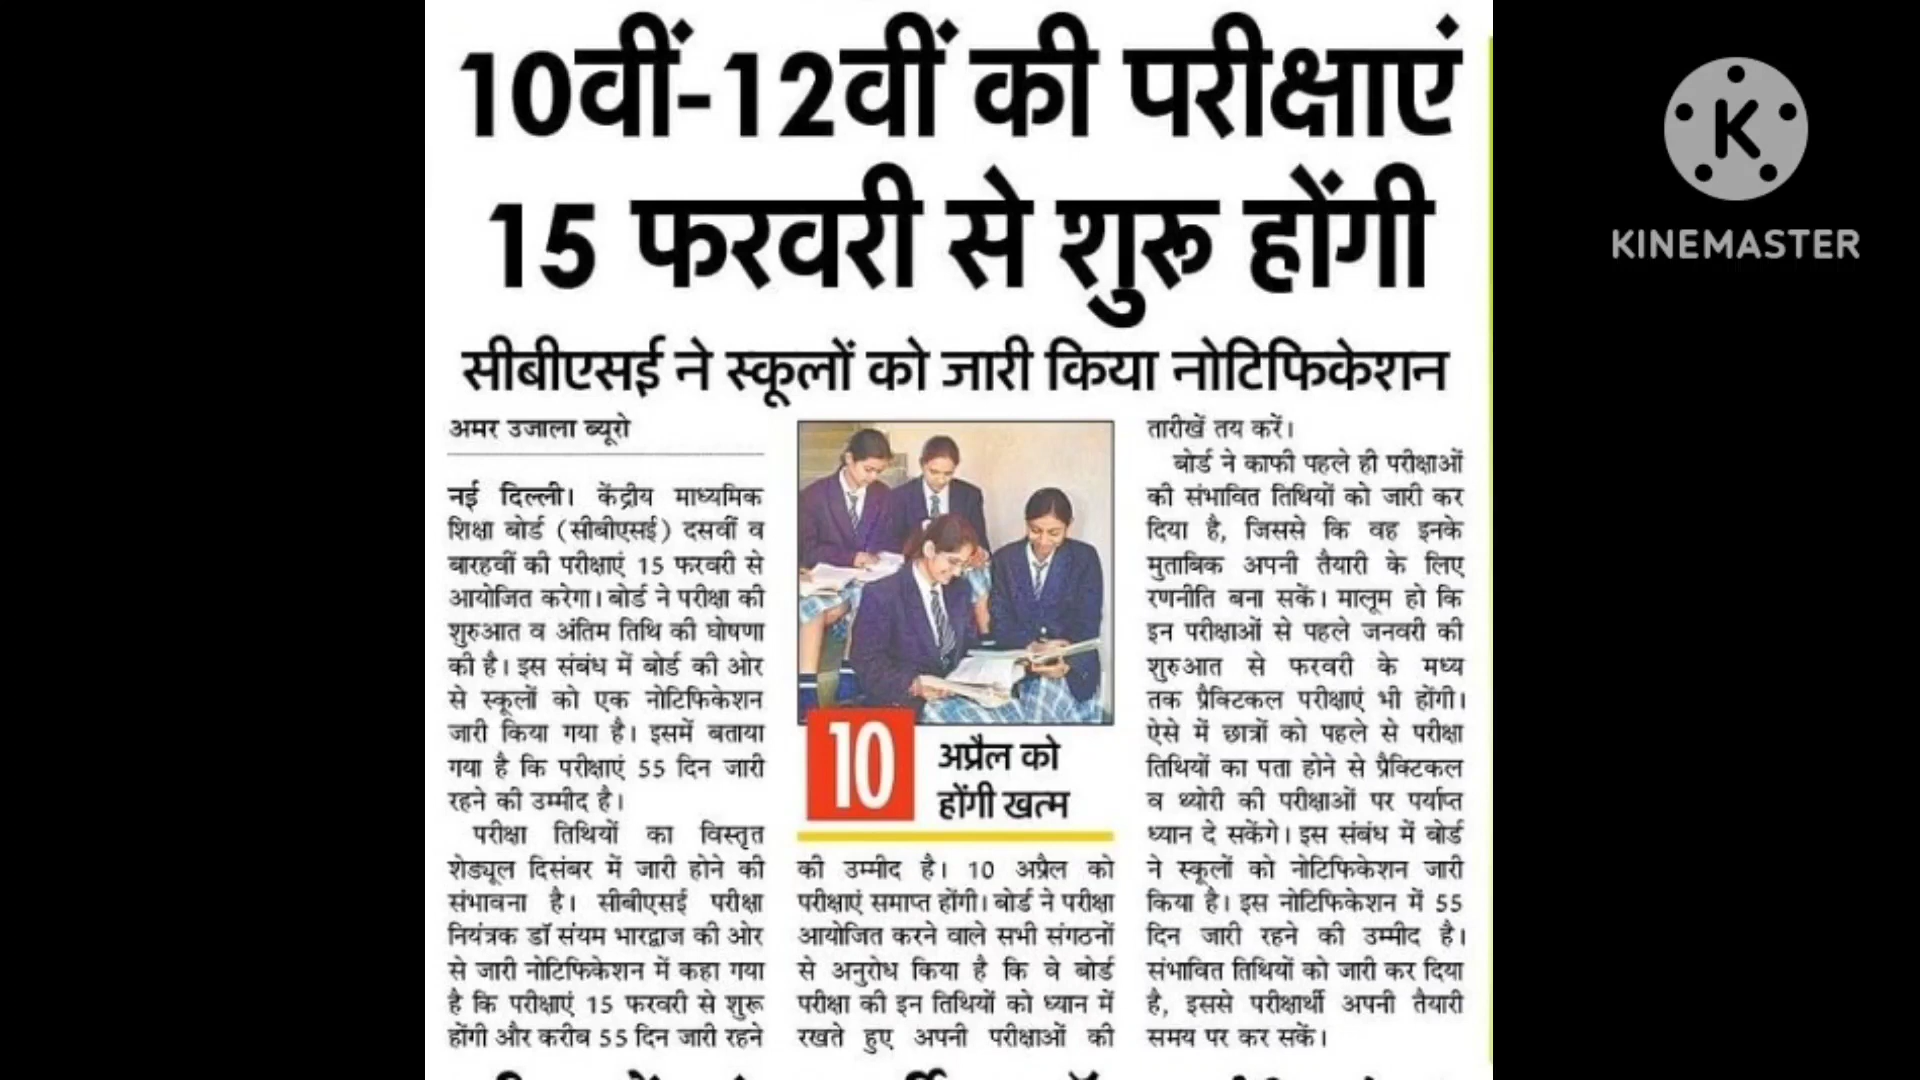 10वीं-12वीं की परीक्षाएं
15 फरवरी से शुरू होंगी
सीबीएसई ने स्कूलों को जारी किया नोटिफिकेशन
अमर उजाला ब्यूरो
नई दिल्ली। केंद्रीय माध्यमिक
शिक्षा बोर्ड (सीबीएसई) दसवीं व
बारहवीं की परीक्षाएं 15 फरवरी से
आयोजित करेगा। बोर्ड ने परीक्षा की
शुरुआत व अंतिम तिथि की घोषणा
की है। इस संबंध में बोर्ड की ओर
से स्कूलों को एक नोटिफिकेशन
जारी किया गया है। इसमें बताया
गया है कि परीक्षाएं 55 दिन जारी
रहने की उम्मीद है।
परीक्षा तिथियों का विस्तृत
शेड्यूल दिसंबर में जारी होने की
संभावना है। सीबीएसई परीक्षा
नियंत्रक डॉ संयम भारद्वाज की ओर
से जारी नोटिफिकेशन में कहा गया
है कि परीक्षाएं 15 फरवरी से शुरू
होंगी और करीब 55 दिन जारी रहने
10 अप्रैल को
होंगी खत्म
की उम्मीद है। 10 अप्रैल को
परीक्षाएं समाप्त होंगी। बोर्ड ने परीक्षा
आयोजित करने वाले सभी संगठनों
से अनुरोध किया है कि वे बोर्ड
परीक्षा की इन तिथियों को ध्यान में
रखते हुए अपनी परीक्षाओं की
तारीखें तय करें।
बोर्ड ने काफी पहले ही परीक्षाओं
की संभावित तिथियों को जारी कर
दिया है, जिससे कि वह इनके
मुताबिक अपनी तैयारी के लिए
रणनीति बना सकें। मालूम हो कि
इन परीक्षाओं से पहले जनवरी की
शुरुआत से फरवरी के मध्य
तक प्रैक्टिकल परीक्षाएं भी होंगी।
ऐसे में छात्रों को पहले से परीक्षा
तिथियों का पता होने से प्रैक्टिकल
व थ्योरी की परीक्षाओं पर पर्याप्त
ध्यान दे सकेंगे। इस संबंध में बोर्ड
ने स्कूलों को नोटिफिकेशन जारी
किया है। इस नोटिफिकेशन में 55
दिन जारी रहने की उम्मीद है।
संभावित तिथियों को जारी कर दिया
है, इससे परीक्षार्थी अपनी तैयारी
समय पर कर सकें।
K
KINEMASTER